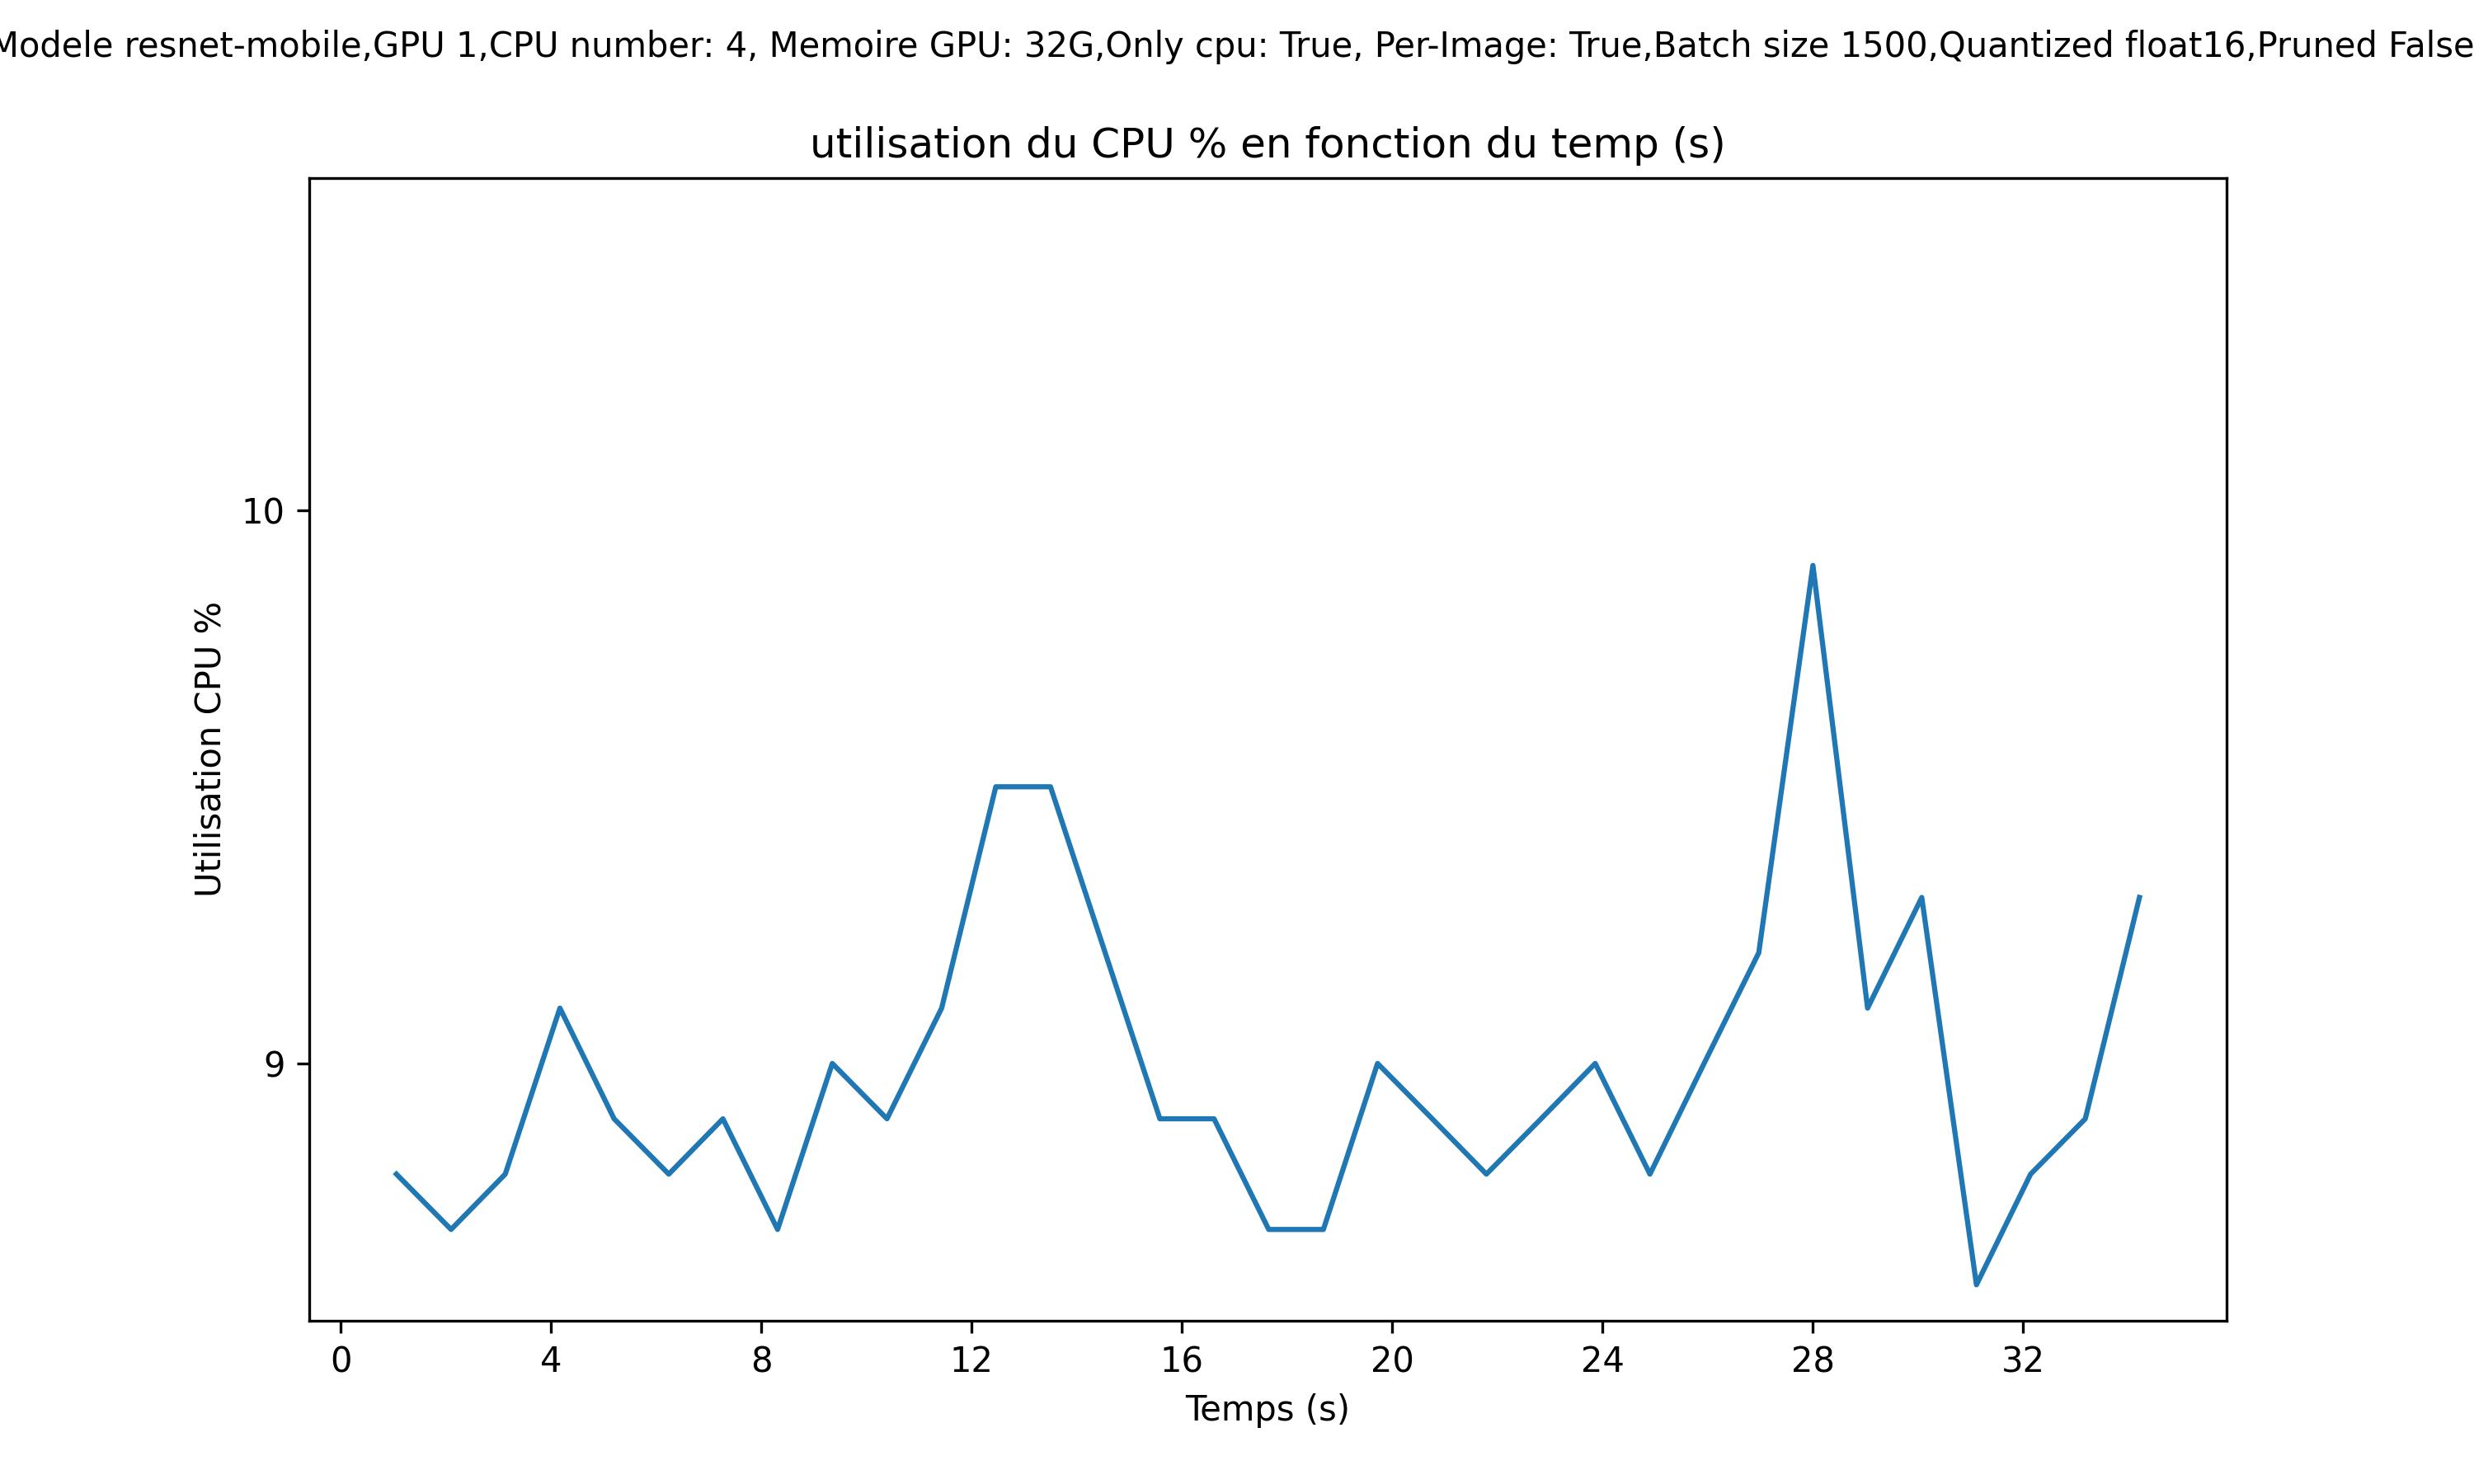 Modele resnet-mobile,GPU 1,CPU number: 4, Memoire GPU: 32G,Only cpu: True, Per-Image: True,Batch size 1500,Quantized float16,Pruned False
utilisation du CPU % en fonction du temp (s)
10
9
Utilisation CPU %
0 4 8 12 16 20 24 28 32
Temps (s)